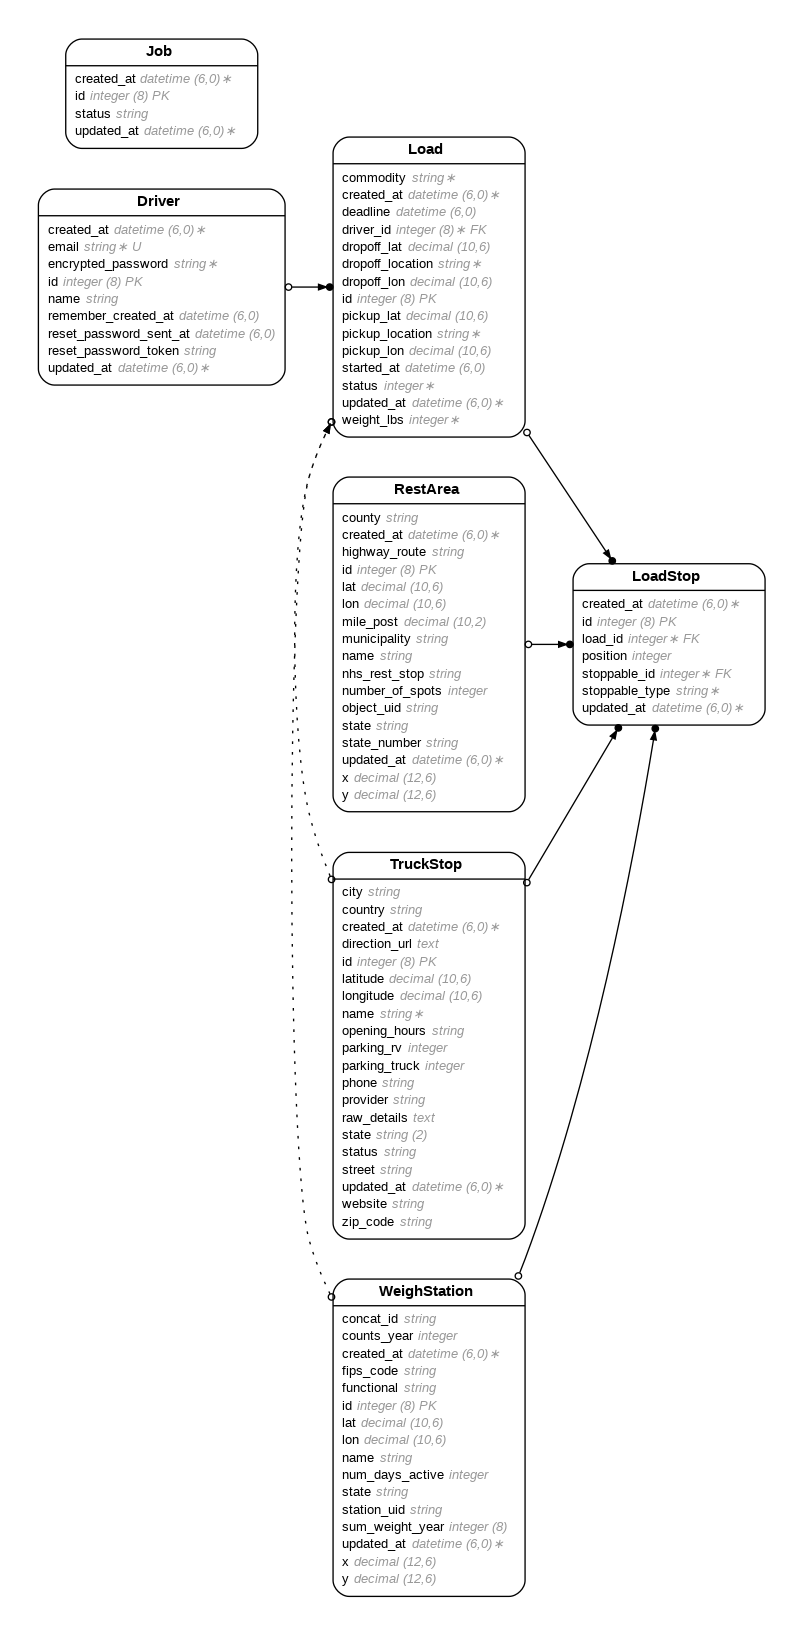 Job
created_at datetime (6,0)∗
id integer (8) PK
status string
updated_at datetime (6,0)∗
Driver
created_at datetime (6,0)∗
email string∗ U
encrypted_password string∗
id integer (8) PK
name string
remember_created_at datetime (6,0)
reset_password_sent_at datetime (6,0)
reset_password_token string
updated_at datetime (6,0)∗
Load
commodity string∗
created_at datetime (6,0)∗
deadline datetime (6,0)
driver_id integer (8)∗ FK
dropoff_lat decimal (10,6)
dropoff_location string∗
dropoff_lon decimal (10,6)
id integer (8) PK
pickup_lat decimal (10,6)
pickup_location string∗
pickup_lon decimal (10,6)
started_at datetime (6,0)
status integer∗
updated_at datetime (6,0)∗
weight_lbs integer∗
RestArea
county string
created_at datetime (6,0)∗
highway_route string
id integer (8) PK
lat decimal (10,6)
lon decimal (10,6)
mile_post decimal (10,2)
municipality string
name string
nhs_rest_stop string
number_of_spots integer
object_uid string
state string
state_number string
updated_at datetime (6,0)∗
x decimal (12,6)
y decimal (12,6)
LoadStop
created_at datetime (6,0)∗
id integer (8) PK
load_id integer∗ FK
position integer
stoppable_id integer∗ FK
stoppable_type string∗
updated_at datetime (6,0)∗
TruckStop
city string
country string
created_at datetime (6,0)∗
direction_url text
id integer (8) PK
latitude decimal (10,6)
longitude decimal (10,6)
name string∗
opening_hours string
parking_rv integer
parking_truck integer
phone string
provider string
raw_details text
state string (2)
status string
street string
updated_at datetime (6,0)∗
website string
zip_code string
WeighStation
concat_id string
counts_year integer
created_at datetime (6,0)∗
fips_code string
functional string
id integer (8) PK
lat decimal (10,6)
lon decimal (10,6)
name string
num_days_active integer
state string
station_uid string
sum_weight_year integer (8)
updated_at datetime (6,0)∗
x decimal (12,6)
y decimal (12,6)